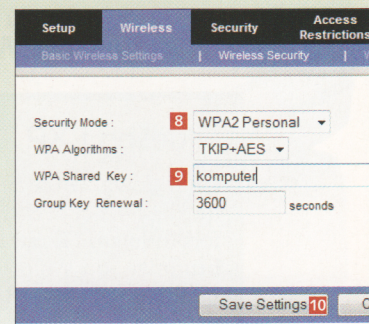 Setup Wireless Security Access Restrictions
Basic Wireless Settings | Wireless Security |
Security Mode : 8 WPA2 Personal
WPA Algorithms : TKIP+AES
WPA Shared Key : 9 komputer
Group Key Renewal : 3600 seconds
Save Settings 10 C